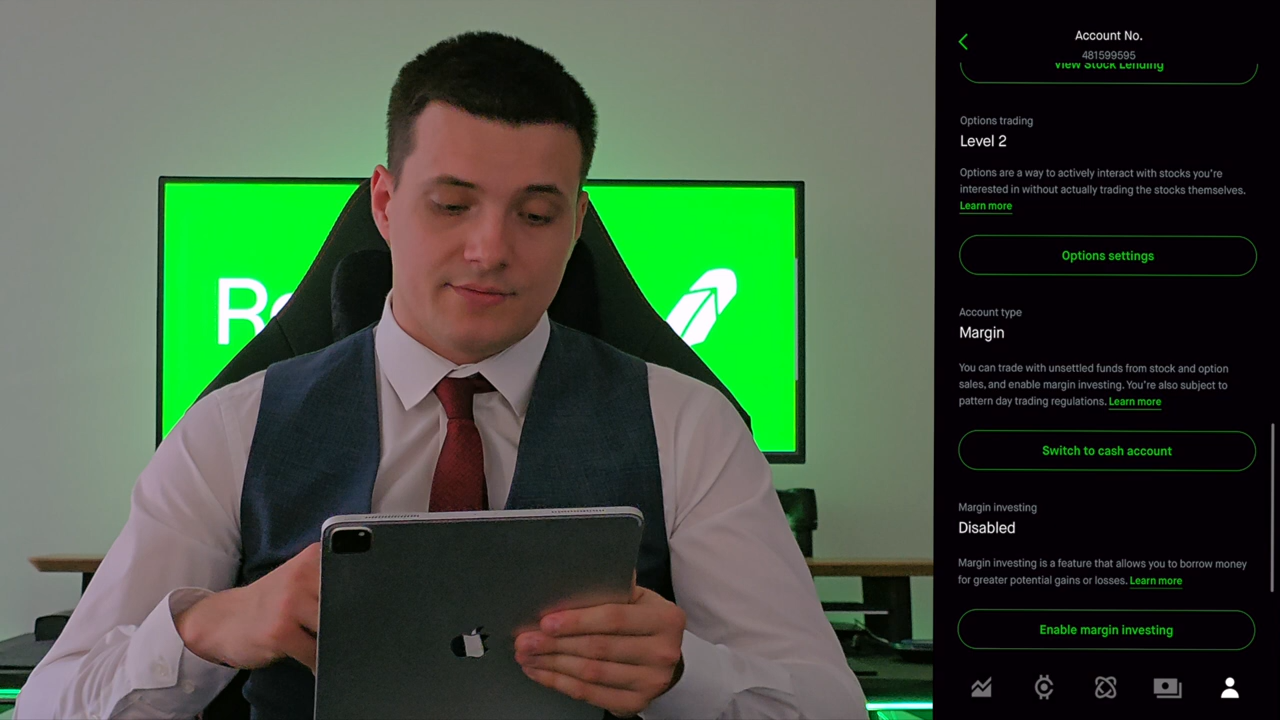 Ro
Account No.
481599595
View Stock Lending
Options trading
Level 2
Options are a way to actively interact with stocks you're
interested in without actually trading the stocks themselves.
Learn more
Options settings
Account type
Margin
You can trade with unsettled funds from stock and option
sales, and enable margin investing. You're also subject to
pattern day trading regulations. Learn more
Switch to cash account
Margin investing
Disabled
Margin investing is a feature that allows you to borrow money
for greater potential gains or losses. Learn more
Enable margin investing